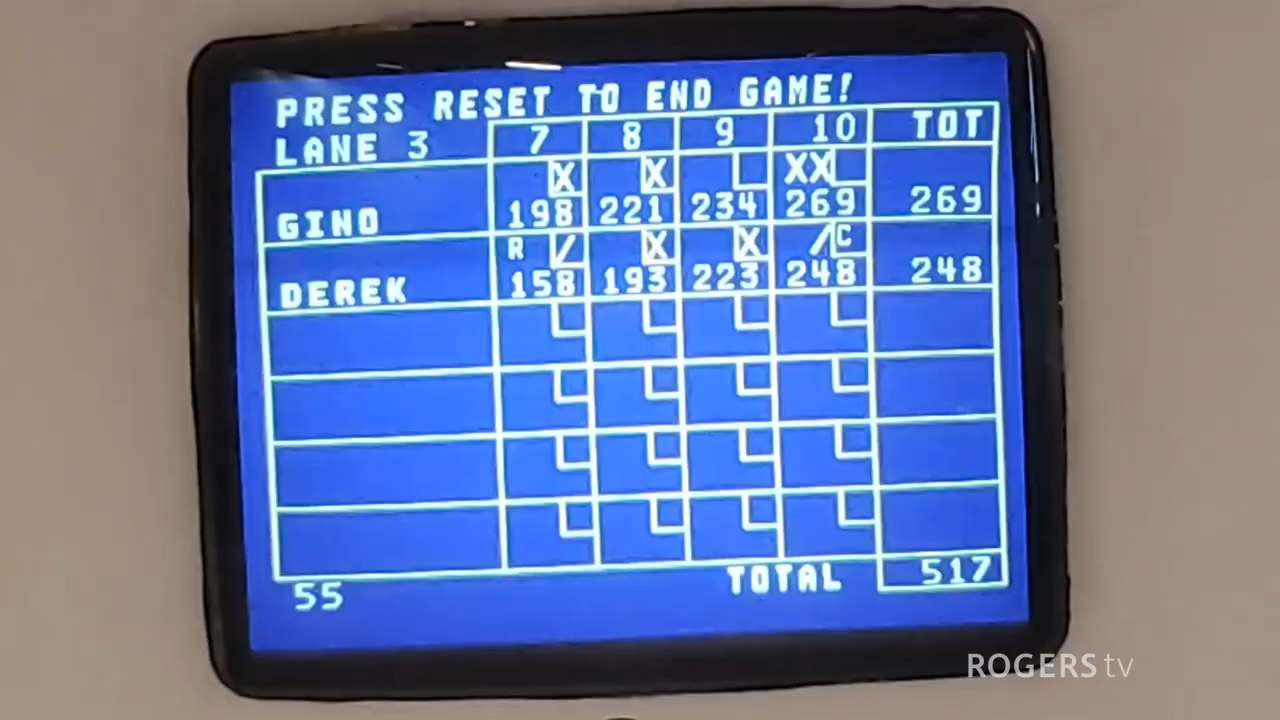 PRESS RESET TO END GAME!
LANE 3 7 8 9 10 TOT
X X XX
GINO 198 221 234 269 269
R / X X / C
DEREK 158 193 223 248 248
55 TOTAL 517
ROGERS tv